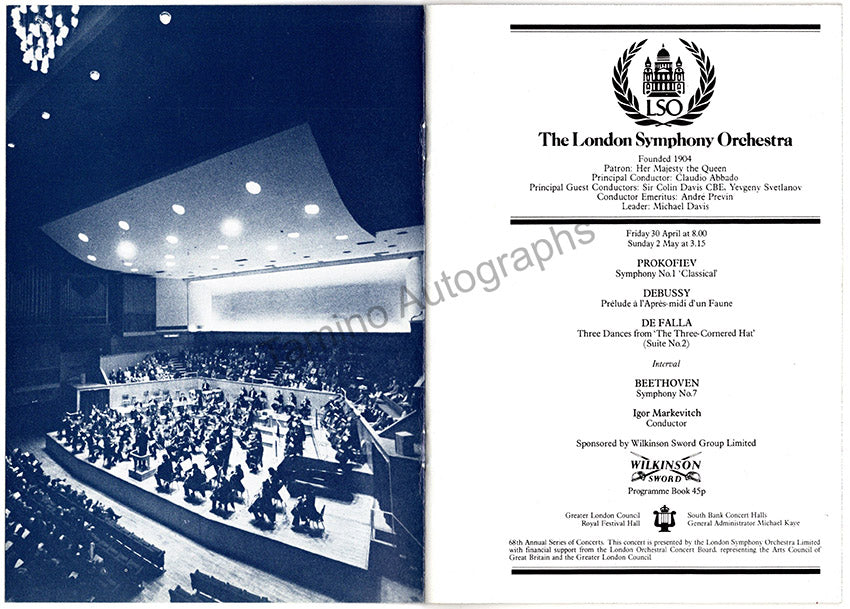 LSO
The London Symphony Orchestra
Founded 1904
Patron: Her Majesty the Queen
Principal Conductor: Claudio Abbado
Principal Guest Conductors: Sir Colin Davis CBE, Yevgeny Svetlanov
Conductor Emeritus: André Previn
Leader: Michael Davis
Friday 30 April at 8.00
Sunday 2 May at 3.15
PROKOFIEV
Symphony No.1 'Classical'
DEBUSSY
Prélude à l'Après-midi d'un Faune
DE FALLA
Three Dances from 'The Three-Cornered Hat'
(Suite No.2)
Interval
BEETHOVEN
Symphony No.7
Igor Markevitch
Conductor
Sponsored by Wilkinson Sword Group Limited
WILKINSON
SWORD
Programme Book 45p
Greater London Council
Royal Festival Hall
South Bank Concert Halls
General Administrator Michael Kaye
68th Annual Series of Concerts. This concert is presented by the London Symphony Orchestra Limited
with financial support from the London Orchestral Concert Board, representing the Arts Council of
Great Britain and the Greater London Council
Tamino Autographs